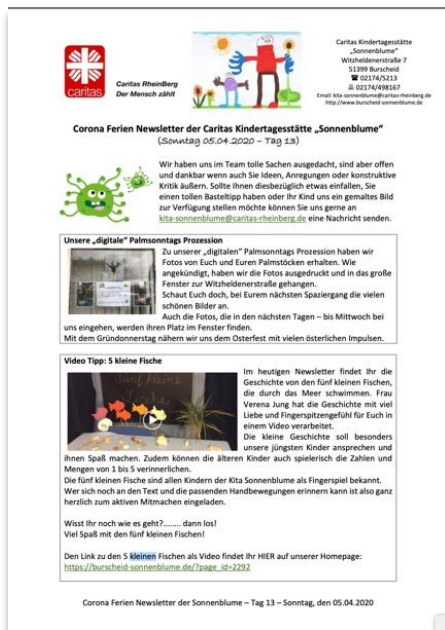 Caritas Kindertagesstätte
„Sonnenblume"
Witzheldenerstraße 7
51399 Burscheid
☎ 02174/5213
02174/498167
Email: kita-sonnenblume@caritas-rheinberg.de
http://www.burscheid-sonnenblume.de
caritas
Caritas RheinBerg
Der Mensch zählt
Corona Ferien Newsletter der Caritas Kindertagesstätte „Sonnenblume"
(Sonntag 05.04.2020 – Tag 13)
Wir haben uns im Team tolle Sachen ausgedacht, sind aber offen
und dankbar wenn auch Sie Ideen, Anregungen oder konstruktive
Kritik äußern. Sollte Ihnen diesbezüglich etwas einfallen, Sie
einen tollen Basteltipp haben oder Ihr Kind uns ein gemaltes Bild
zur Verfügung stellen möchte können Sie uns gerne an
kita-sonnenblume@caritas-rheinberg.de eine Nachricht senden.
Unsere „digitale" Palmsonntags Prozession
Zu unserer „digitalen" Palmsonntags Prozession haben wir
Fotos von Euch und Euren Palmstöcken erhalten. Wie
angekündigt, haben wir die Fotos ausgedruckt und in das große
Fenster zur Witzheldenerstraße gehangen.
Schaut Euch doch, bei Eurem nächsten Spaziergang die vielen
schönen Bilder an.
Auch die Fotos, die in den nächsten Tagen – bis Mittwoch bei
uns eingehen, werden ihren Platz im Fenster finden.
Mit dem Gründonnerstag nähern wir uns dem Osterfest mit vielen österlichen Impulsen.
Video Tipp: 5 kleine Fische
Fünf kleine
Fische
Im heutigen Newsletter findet Ihr die
Geschichte von den fünf kleinen Fischen,
die durch das Meer schwimmen. Frau
Verena Jung hat die Geschichte mit viel
Liebe und Fingerspitzengefühl für Euch in
einem Video verarbeitet.
Die kleine Geschichte soll besonders
unsere jüngsten Kinder ansprechen und
ihnen Spaß machen. Zudem können die älteren Kinder auch spielerisch die Zahlen und
Mengen von 1 bis 5 verinnerlichen.
Die fünf kleinen Fische sind allen Kindern der Kita Sonnenblume als Fingerspiel bekannt.
Wer sich noch an den Text und die passenden Handbewegungen erinnern kann ist also ganz
herzlich zum aktiven Mitmachen eingeladen.
Wisst Ihr noch wie es geht?........ dann los!
Viel Spaß mit den fünf kleinen Fischen!
Den Link zu den 5 kleinen Fischen als Video findet Ihr HIER auf unserer Homepage:
https://burscheid-sonnenblume.de/?page_id=2292
Corona Ferien Newsletter der Sonnenblume – Tag 13 – Sonntag, den 05.04.2020